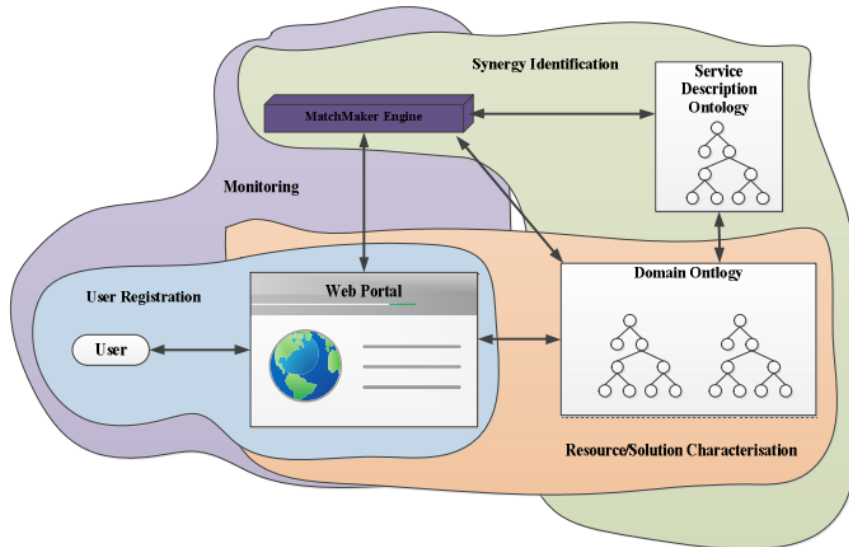 Synergy Identification
Service
Description
Ontology
MatchMaker Engine
Monitoring
Domain Ontlogy
Web Portal
User Registration
User
Resource/Solution Characterisation